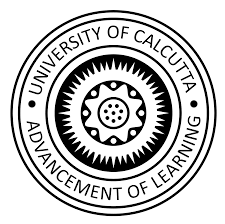 UNIVERSITY OF CALCUTTA
ADVANCEMENT OF LEARNING